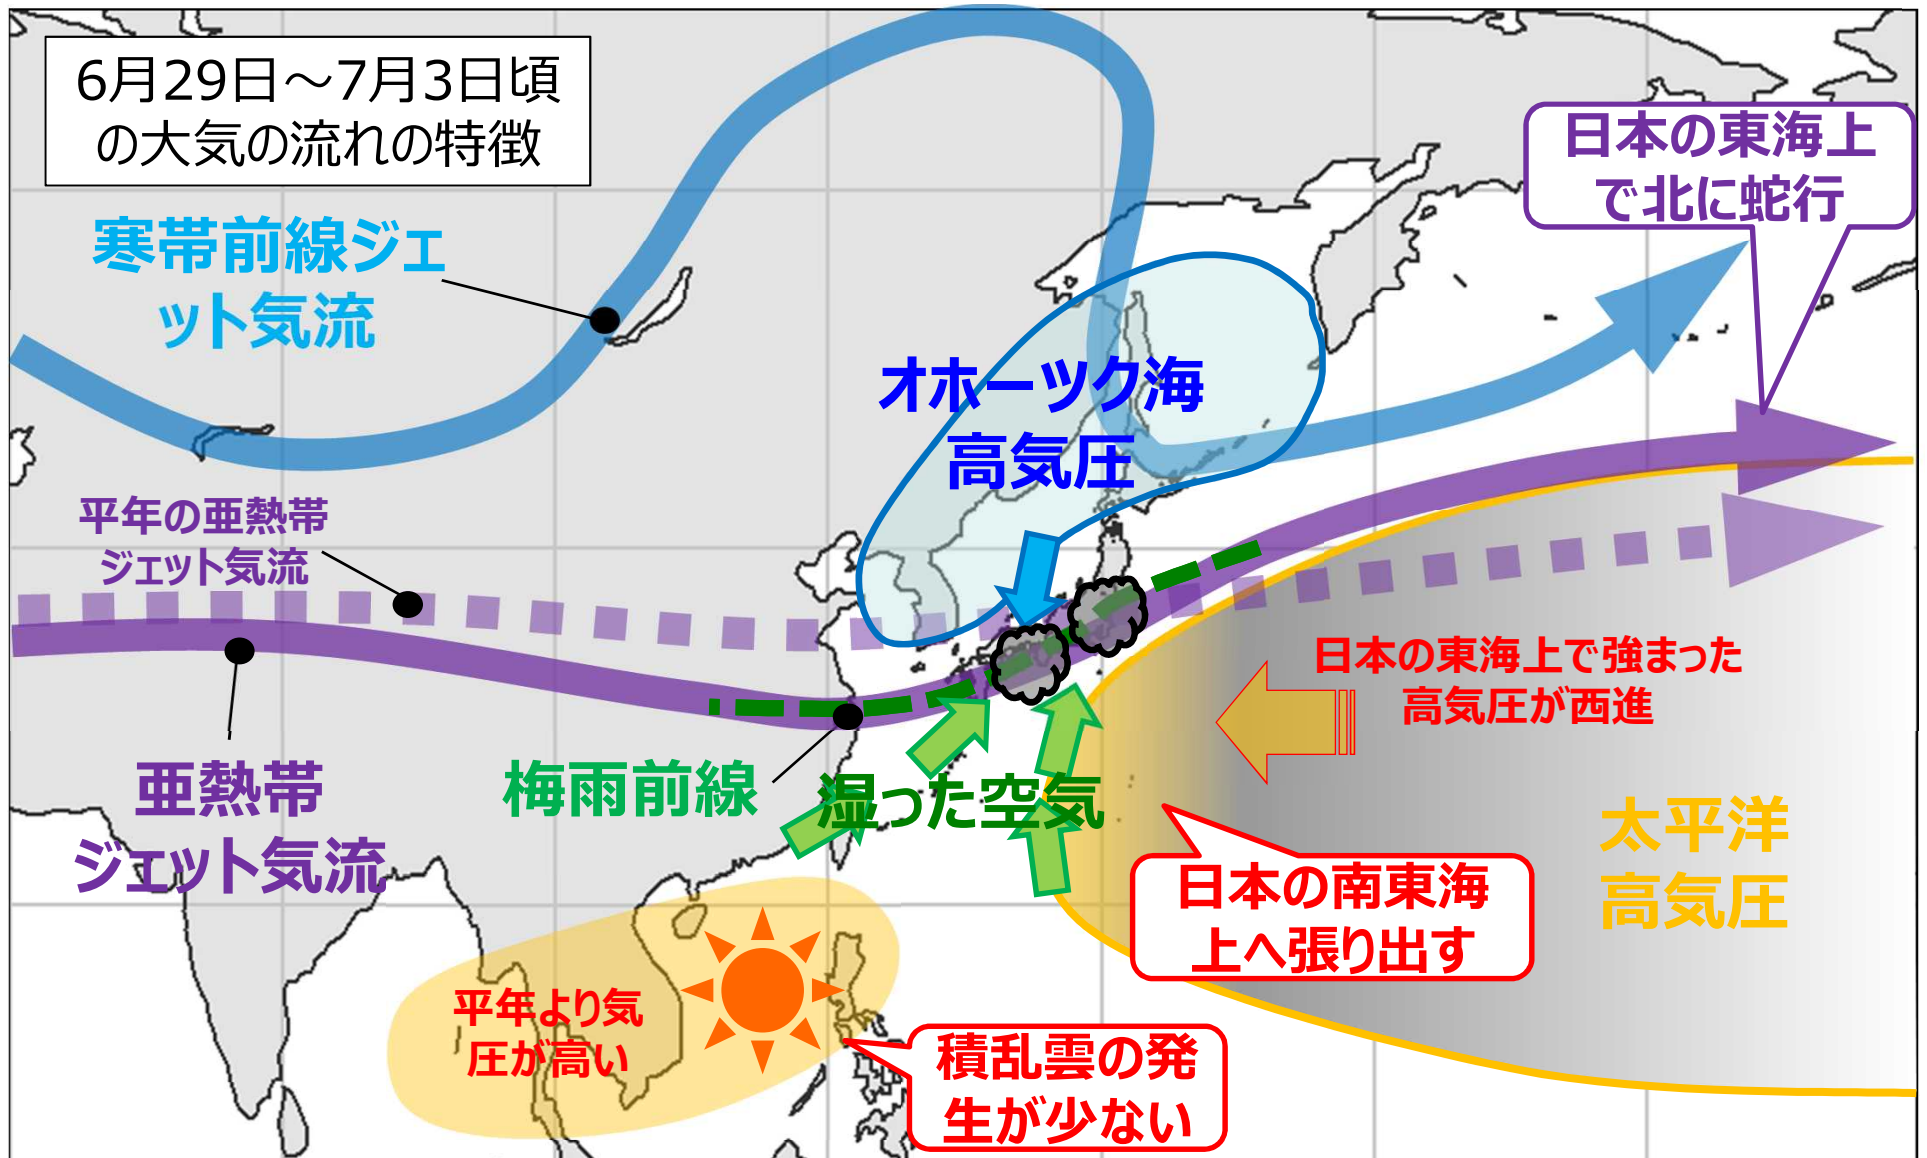 6月29日～7月3日頃
の大気の流れの特徴
日本の東海上
で北に蛇行
寒帯前線ジェ
ット気流
オホーツク海
高気圧
平年の亜熱帯
ジェット気流
日本の東海上で強まった
高気圧が西進
亜熱帯
ジェット気流
梅雨前線
湿った空気
太平洋
高気圧
日本の南東海
上へ張り出す
平年より気
圧が高い
積乱雲の発
生が少ない